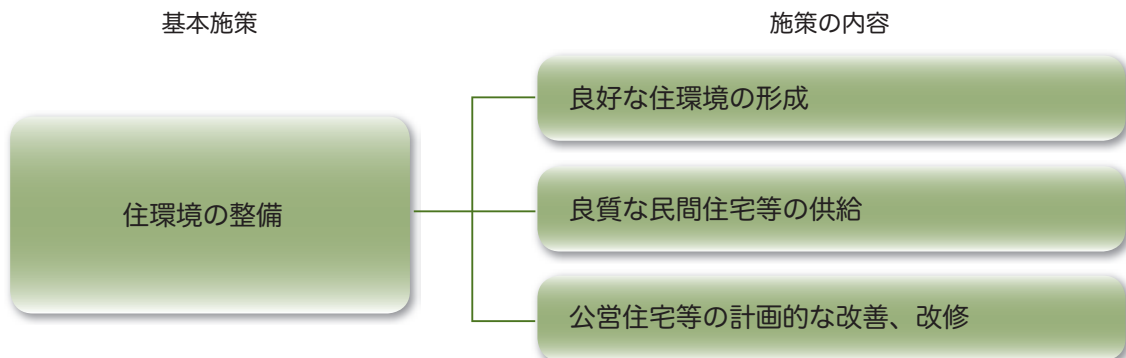 基本施策
施策の内容
住環境の整備
良好な住環境の形成
良質な民間住宅等の供給
公営住宅等の計画的な改善、改修